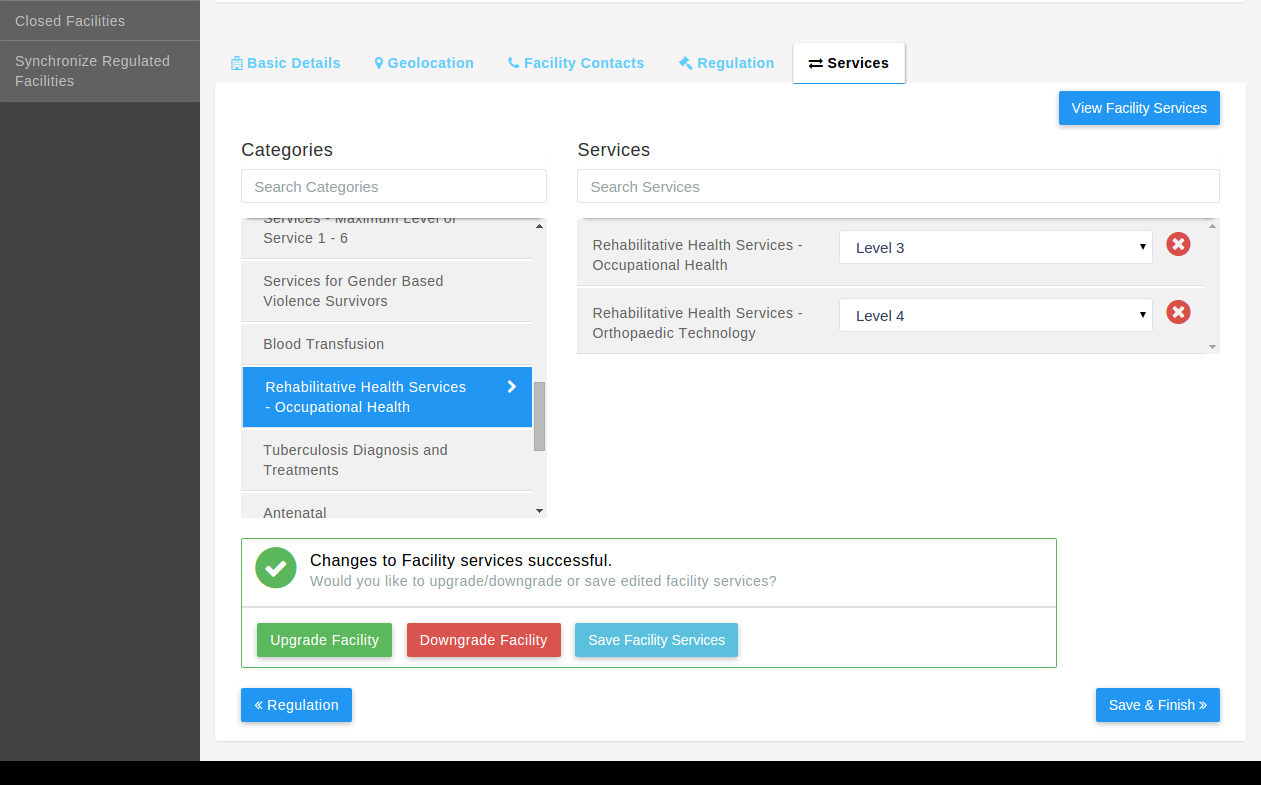 Closed Facilities
Synchronize Regulated
Facilities
Basic Details
Geolocation
Facility Contacts
Regulation
Services
View Facility Services
Categories
Search Categories
Services - Maximum Level of
Service 1 - 6
Services for Gender Based
Violence Survivors
Blood Transfusion
Rehabilitative Health Services
- Occupational Health
Tuberculosis Diagnosis and
Treatments
Antenatal
Services
Search Services
Rehabilitative Health Services -
Occupational Health
Level 3
Rehabilitative Health Services -
Orthopaedic Technology
Level 4
Changes to Facility services successful.
Would you like to upgrade/downgrade or save edited facility services?
Upgrade Facility
Downgrade Facility
Save Facility Services
« Regulation
Save & Finish »